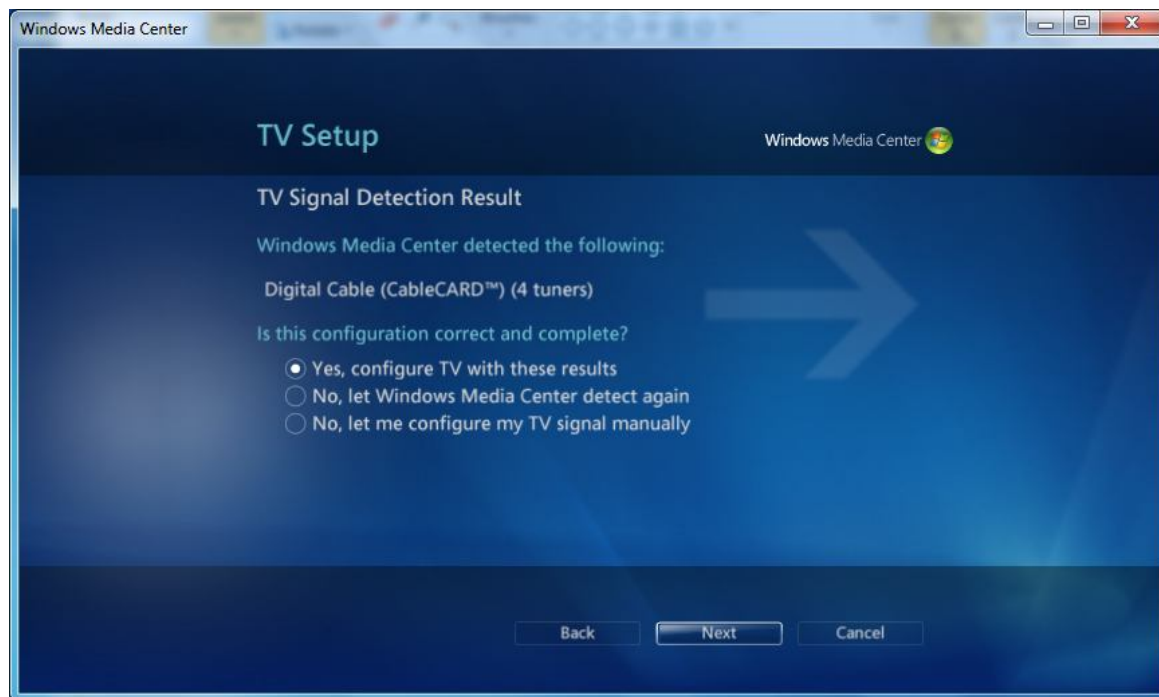 Windows Media Center
TV Setup
Windows Media Center
TV Signal Detection Result
Windows Media Center detected the following:
Digital Cable (CableCARD™) (4 tuners)
Is this configuration correct and complete?
Yes, configure TV with these results
No, let Windows Media Center detect again
No, let me configure my TV signal manually
Back Next Cancel